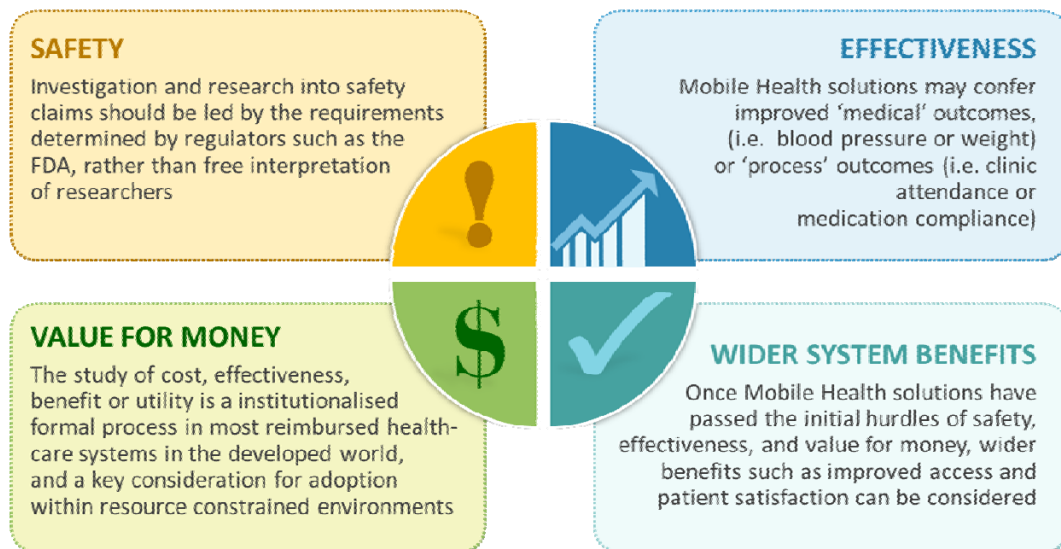 SAFETY
Investigation and research into safety
claims should be led by the requirements
determined by regulators such as the
FDA, rather than free interpretation
of researchers
EFFECTIVENESS
Mobile Health solutions may confer
improved ‘medical’ outcomes,
(i.e. blood pressure or weight)
or ‘process’ outcomes (i.e. clinic
attendance or
medication compliance)
VALUE FOR MONEY
The study of cost, effectiveness,
benefit or utility is a institutionalised
formal process in most reimbursed health-
care systems in the developed world,
and a key consideration for adoption
within resource constrained environments
WIDER SYSTEM BENEFITS
Once Mobile Health solutions have
passed the initial hurdles of safety,
effectiveness, and value for money, wider
benefits such as improved access and
patient satisfaction can be considered
!
$